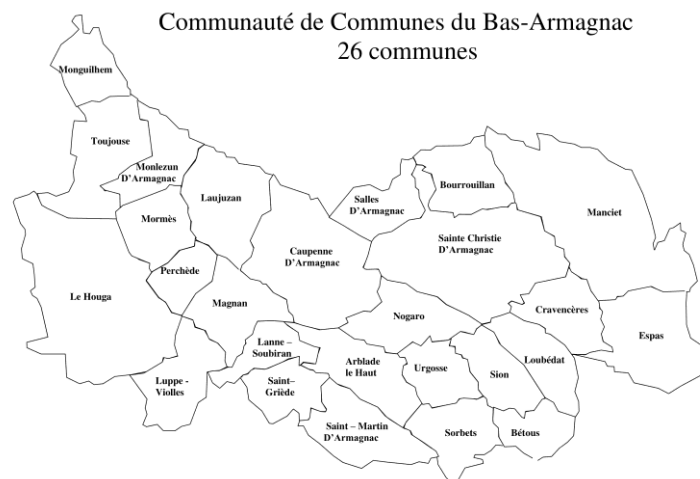 Communauté de Communes du Bas-Armagnac
26 communes
Monguilhem
Toujouse
Monlezun
D'Armagnac
Mormès
Laujuzan
Salles
D'Armagnac
Bourrouillan
Manciet
Caupenne
D'Armagnac
Sainte Christie
D'Armagnac
Perchède
Le Houga
Magnan
Nogaro
Cravencères
Espas
Lanne –
Soubiran
Arblade
le Haut
Urgosse
Sion
Loubédat
Luppe -
Violles
Saint–
Griède
Saint – Martin
D'Armagnac
Sorbets
Bétous